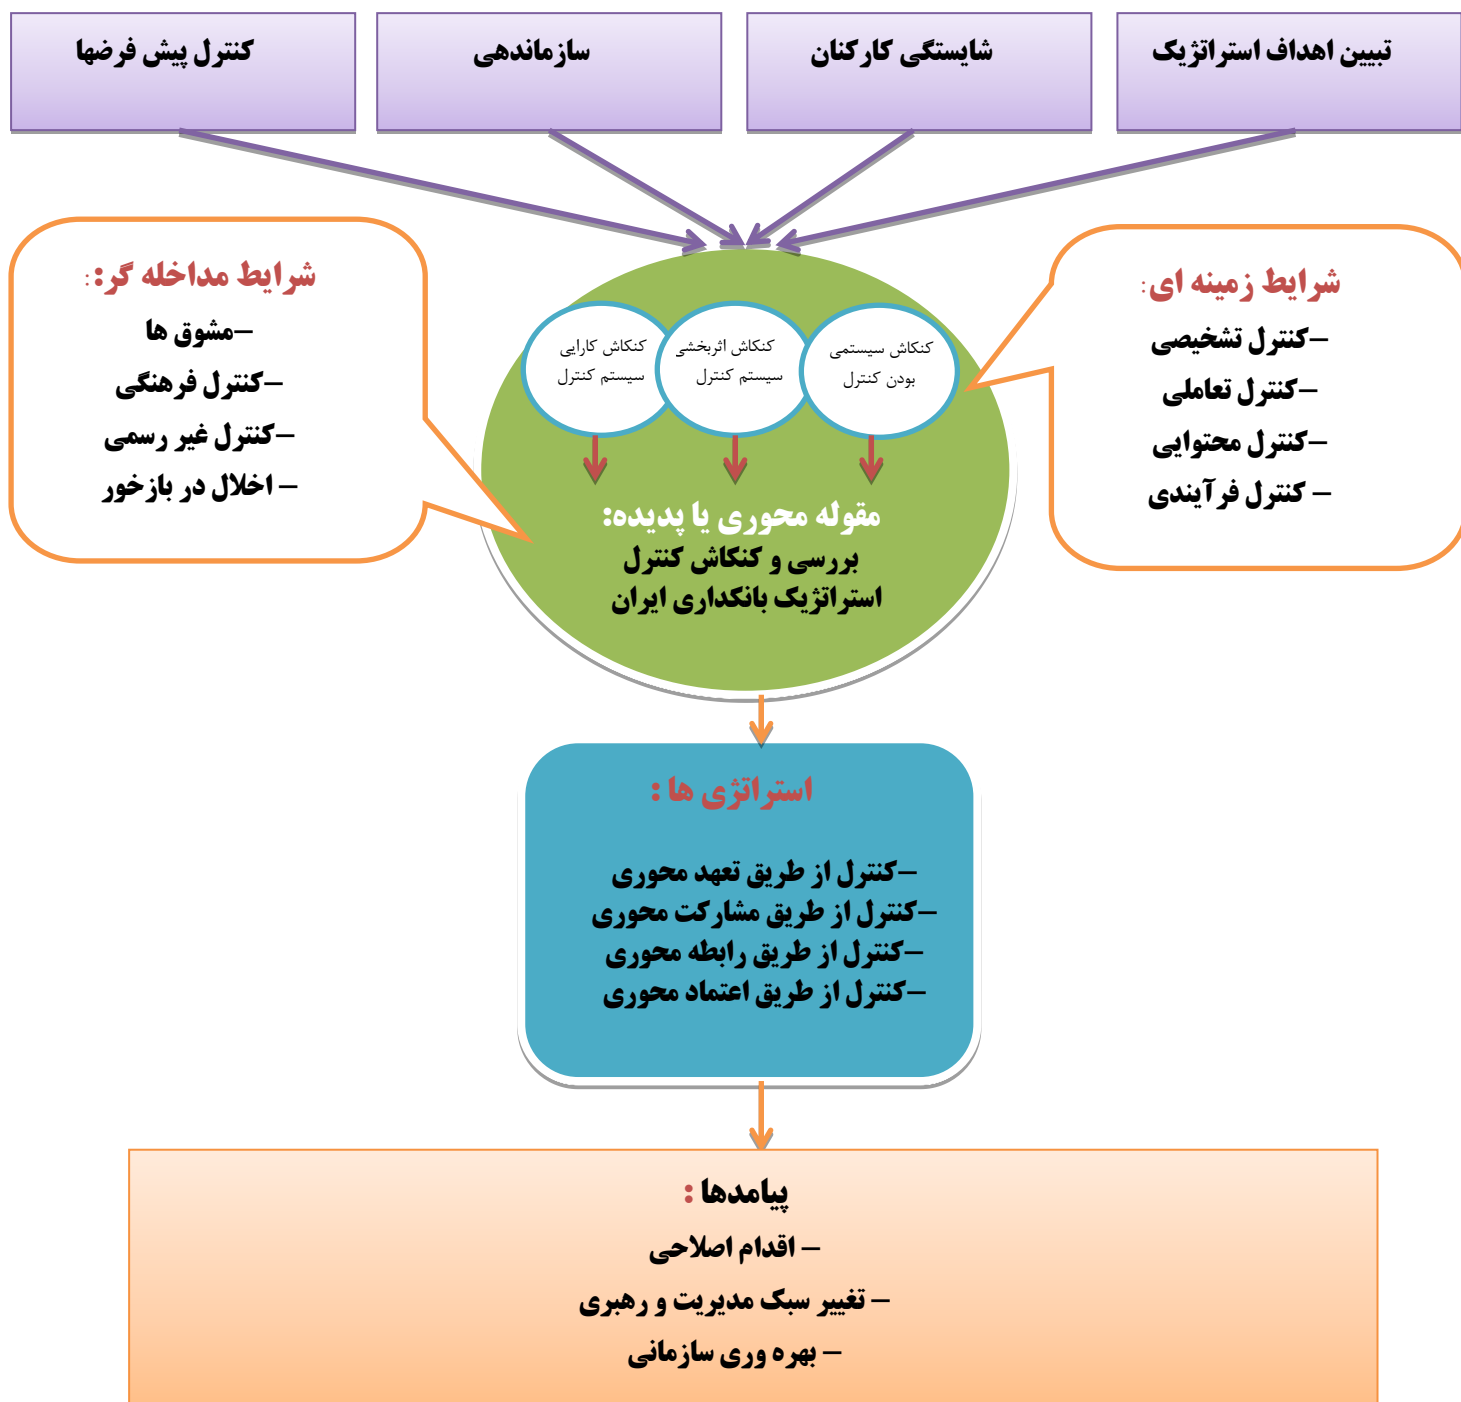 تبیین اهداف استراتژیک
شایستگی کارکنان
سازماندهی
کنترل پیش فرضها
شرایط زمینه ای:
–کنترل تشخیصی
–کنترل تعاملی
–کنترل محتوایی
– کنترل فرآیندی
شرایط مداخله گر::
–مشوق ها
–کنترل فرهنگی
–کنترل غیر رسمی
– اخلال در بازخور
کنکاش سیستمی
بودن کنترل
کنکاش اثربخشی
سیستم کنترل
کنکاش کارایی
سیستم کنترل
مقوله محوری یا پدیده:
بررسی و کنکاش کنترل
استراتژیک بانکداری ایران
استراتژی ها :
–کنترل از طریق تعهد محوری
–کنترل از طریق مشارکت محوری
–کنترل از طریق رابطه محوری
–کنترل از طریق اعتماد محوری
پیامدها :
– اقدام اصلاحی
– تغییر سبک مدیریت و رهبری
– بهره وری سازمانی